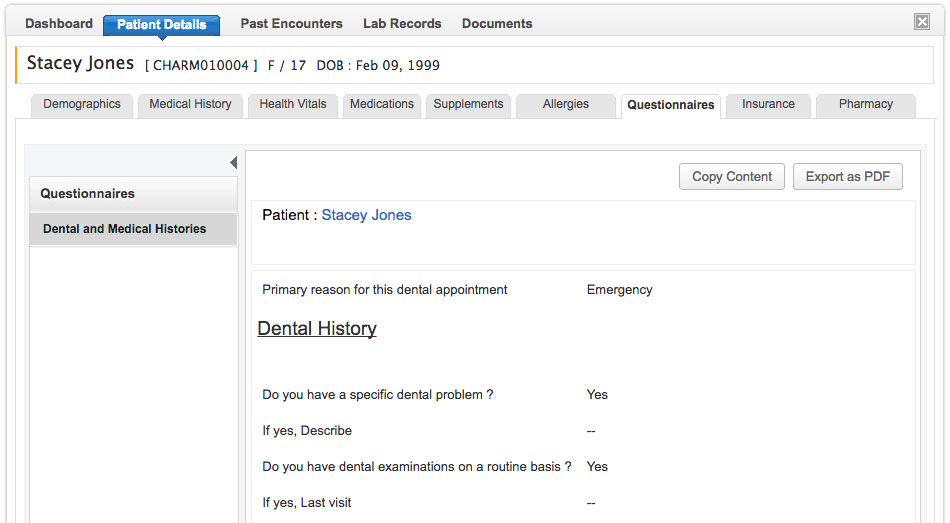 Dashboard Patient Details Past Encounters Lab Records Documents
Stacey Jones [ CHARM010004 ] F / 17 DOB : Feb 09, 1999
Demographics Medical History Health Vitals Medications Supplements Allergies Questionnaires Insurance Pharmacy
Copy Content Export as PDF
Questionnaires
Dental and Medical Histories
Patient : Stacey Jones
Primary reason for this dental appointment Emergency
Dental History
Do you have a specific dental problem ? Yes
If yes, Describe --
Do you have dental examinations on a routine basis ? Yes
If yes, Last visit --